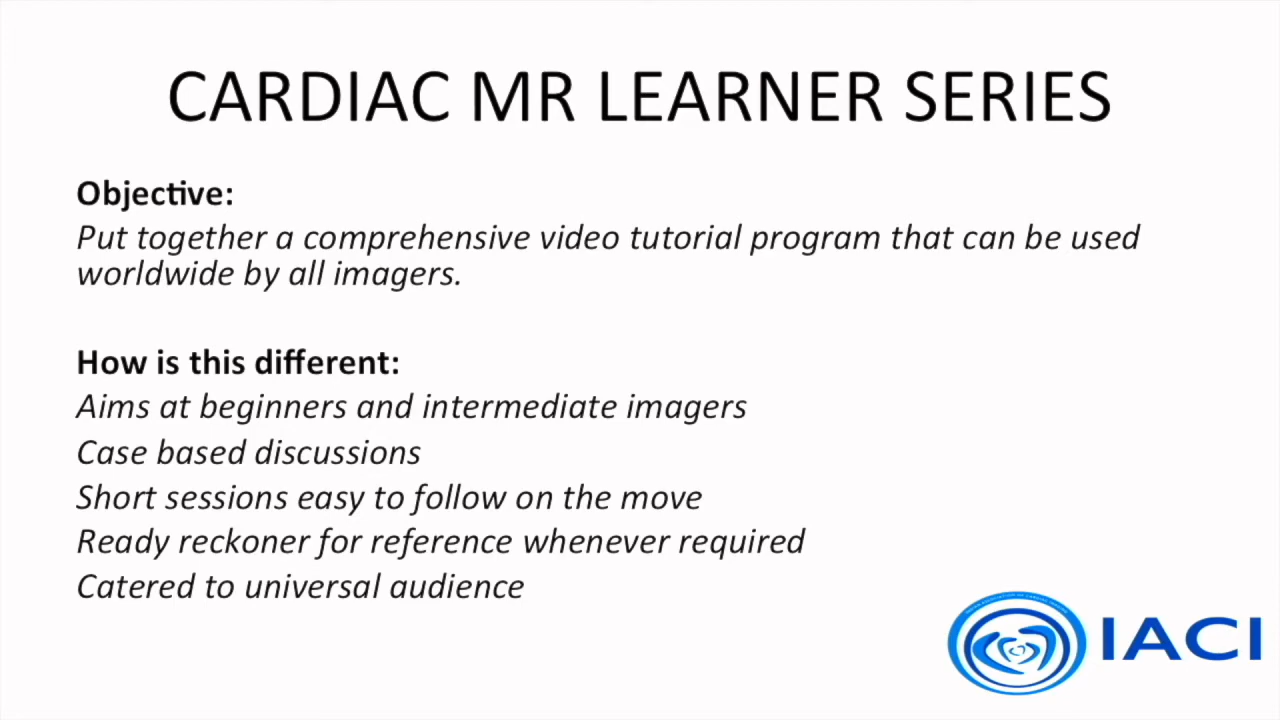 CARDIAC MR LEARNER SERIES
Objective:
Put together a comprehensive video tutorial program that can be used
worldwide by all imagers.
How is this different:
Aims at beginners and intermediate imagers
Case based discussions
Short sessions easy to follow on the move
Ready reckoner for reference whenever required
Catered to universal audience
IACI